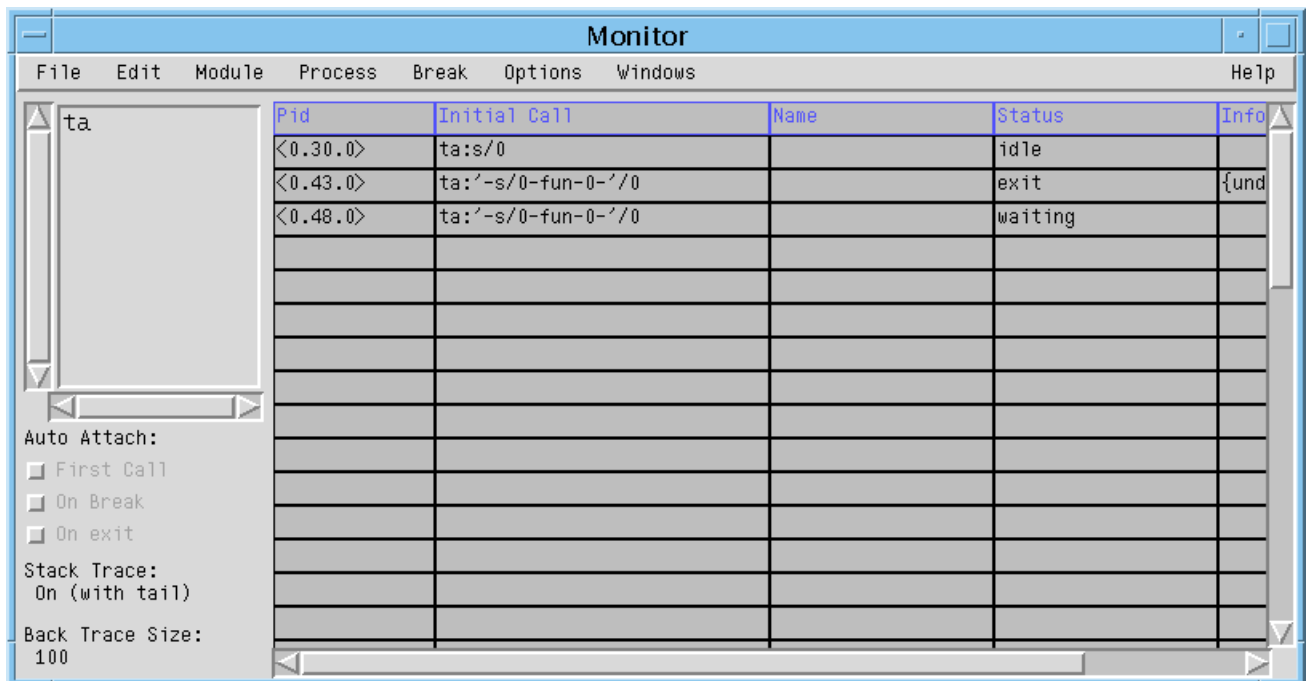 Monitor
File Edit Module Process Break Options Windows Help
ta
Pid Initial Call Name Status Info
<0.30.0> ta:s/0 idle
<0.43.0> ta:'-s/0-fun-0-'/0 exit {und
<0.48.0> ta:'-s/0-fun-0-'/0 waiting
Auto Attach:
First Call
On Break
On exit
Stack Trace:
On (with tail)
Back Trace Size:
100